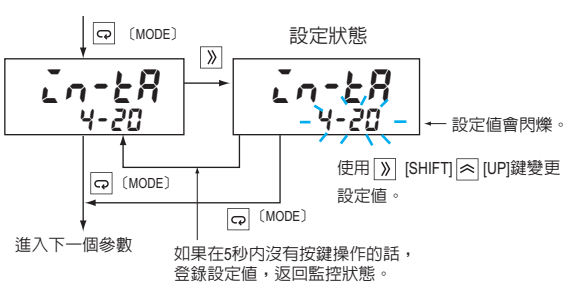 〔MODE〕
設定狀態
in-tA
4-20
in-tA
4-20
設定值會閃爍。
使用 [SHIFT] [UP]鍵變更
設定值。
〔MODE〕
〔MODE〕
進入下一個參數
如果在5秒內沒有按鍵操作的話，
登錄設定值，返回監控狀態。